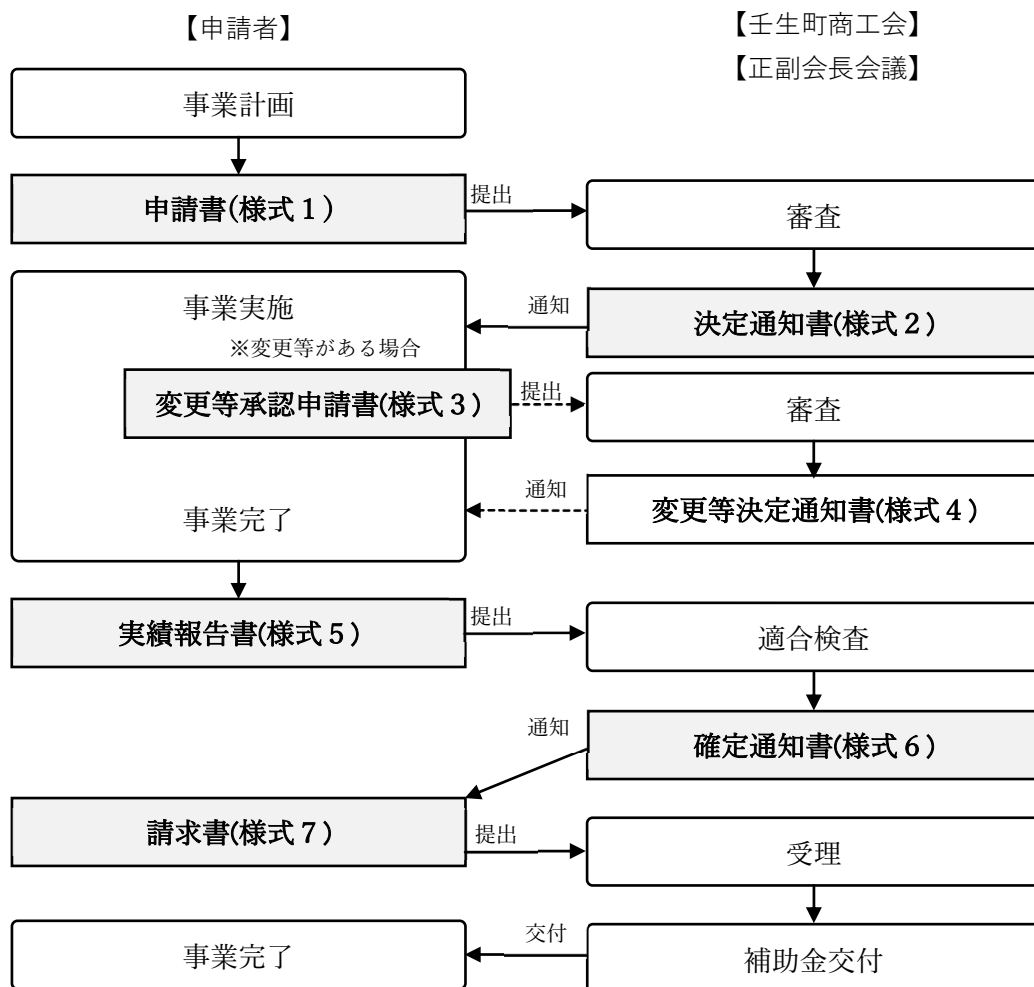 【申請者】
【壬生町商工会】
【正副会長会議】
事業計画
申請書(様式１)
提出
審査
事業実施
通知
決定通知書(様式２)
※変更等がある場合
変更等承認申請書(様式３)
提出
審査
通知
変更等決定通知書(様式４)
事業完了
実績報告書(様式５)
提出
適合検査
通知
確定通知書(様式６)
請求書(様式７)
提出
受理
事業完了
交付
補助金交付